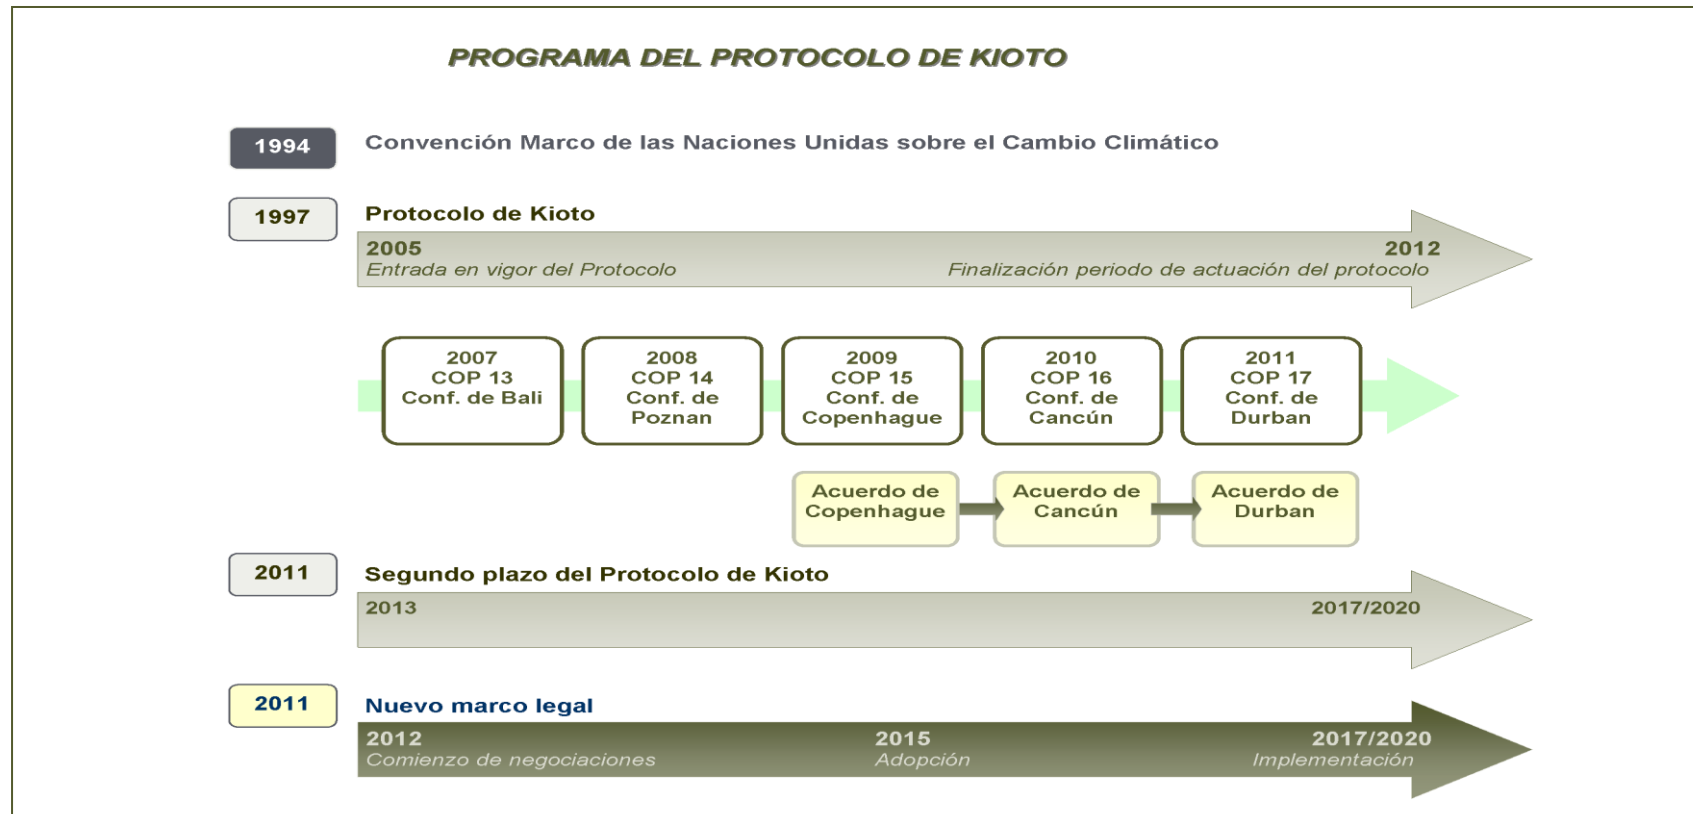 PROGRAMA DEL PROTOCOLO DE KIOTO
1994
Convención Marco de las Naciones Unidas sobre el Cambio Climático
1997
Protocolo de Kioto
2005
Entrada en vigor del Protocolo
2012
Finalización periodo de actuación del protocolo
2007
COP 13
Conf. de Bali
2008
COP 14
Conf. de
Poznan
2009
COP 15
Conf. de
Copenhague
2010
COP 16
Conf. de
Cancún
2011
COP 17
Conf. de
Durban
Acuerdo de
Copenhague
Acuerdo de
Cancún
Acuerdo de
Durban
2011
Segundo plazo del Protocolo de Kioto
2013
2017/2020
2011
Nuevo marco legal
2012
Comienzo de negociaciones
2015
Adopción
2017/2020
Implementación